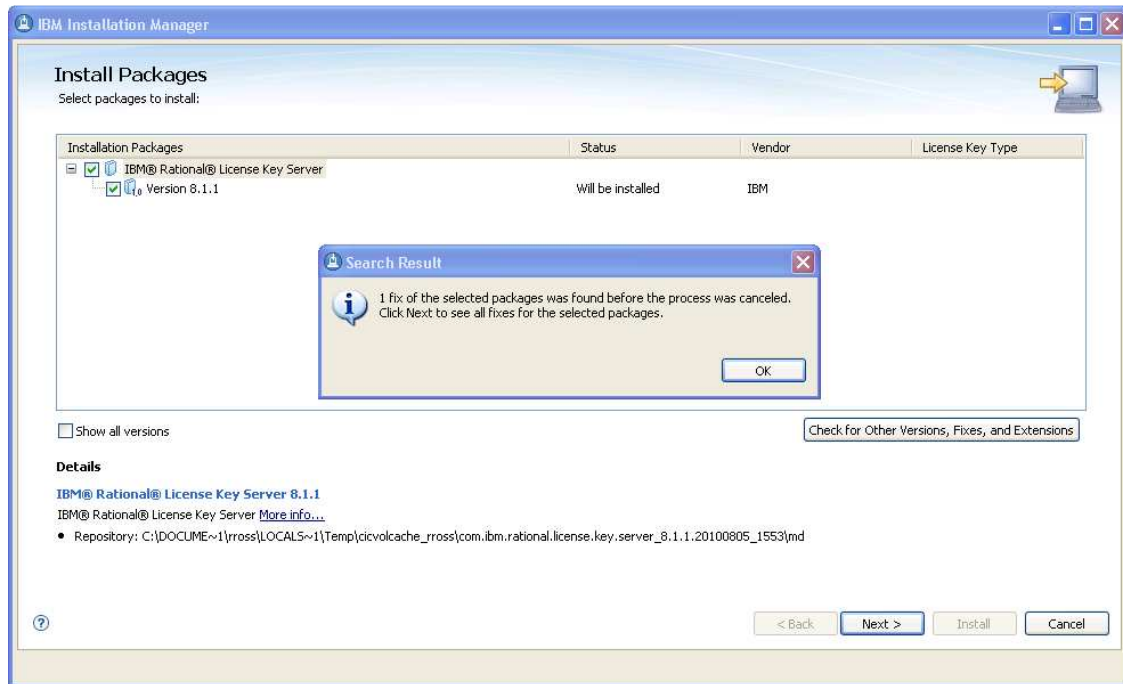 IBM Installation Manager
Install Packages
Select packages to install:
Installation Packages Status Vendor License Key Type
IBM® Rational® License Key Server
1.0 Version 8.1.1 Will be installed IBM
Search Result
1 fix of the selected packages was found before the process was canceled.
Click Next to see all fixes for the selected packages.
OK
Show all versions
Check for Other Versions, Fixes, and Extensions
Details
IBM® Rational® License Key Server 8.1.1
IBM® Rational® License Key Server More info...
• Repository: C:\DOCUME~1\rross\LOCALS~1\Temp\cicvolcache_rross\com.ibm.rational.license.key.server_8.1.1.20100805_1553\md
? < Back Next > Install Cancel